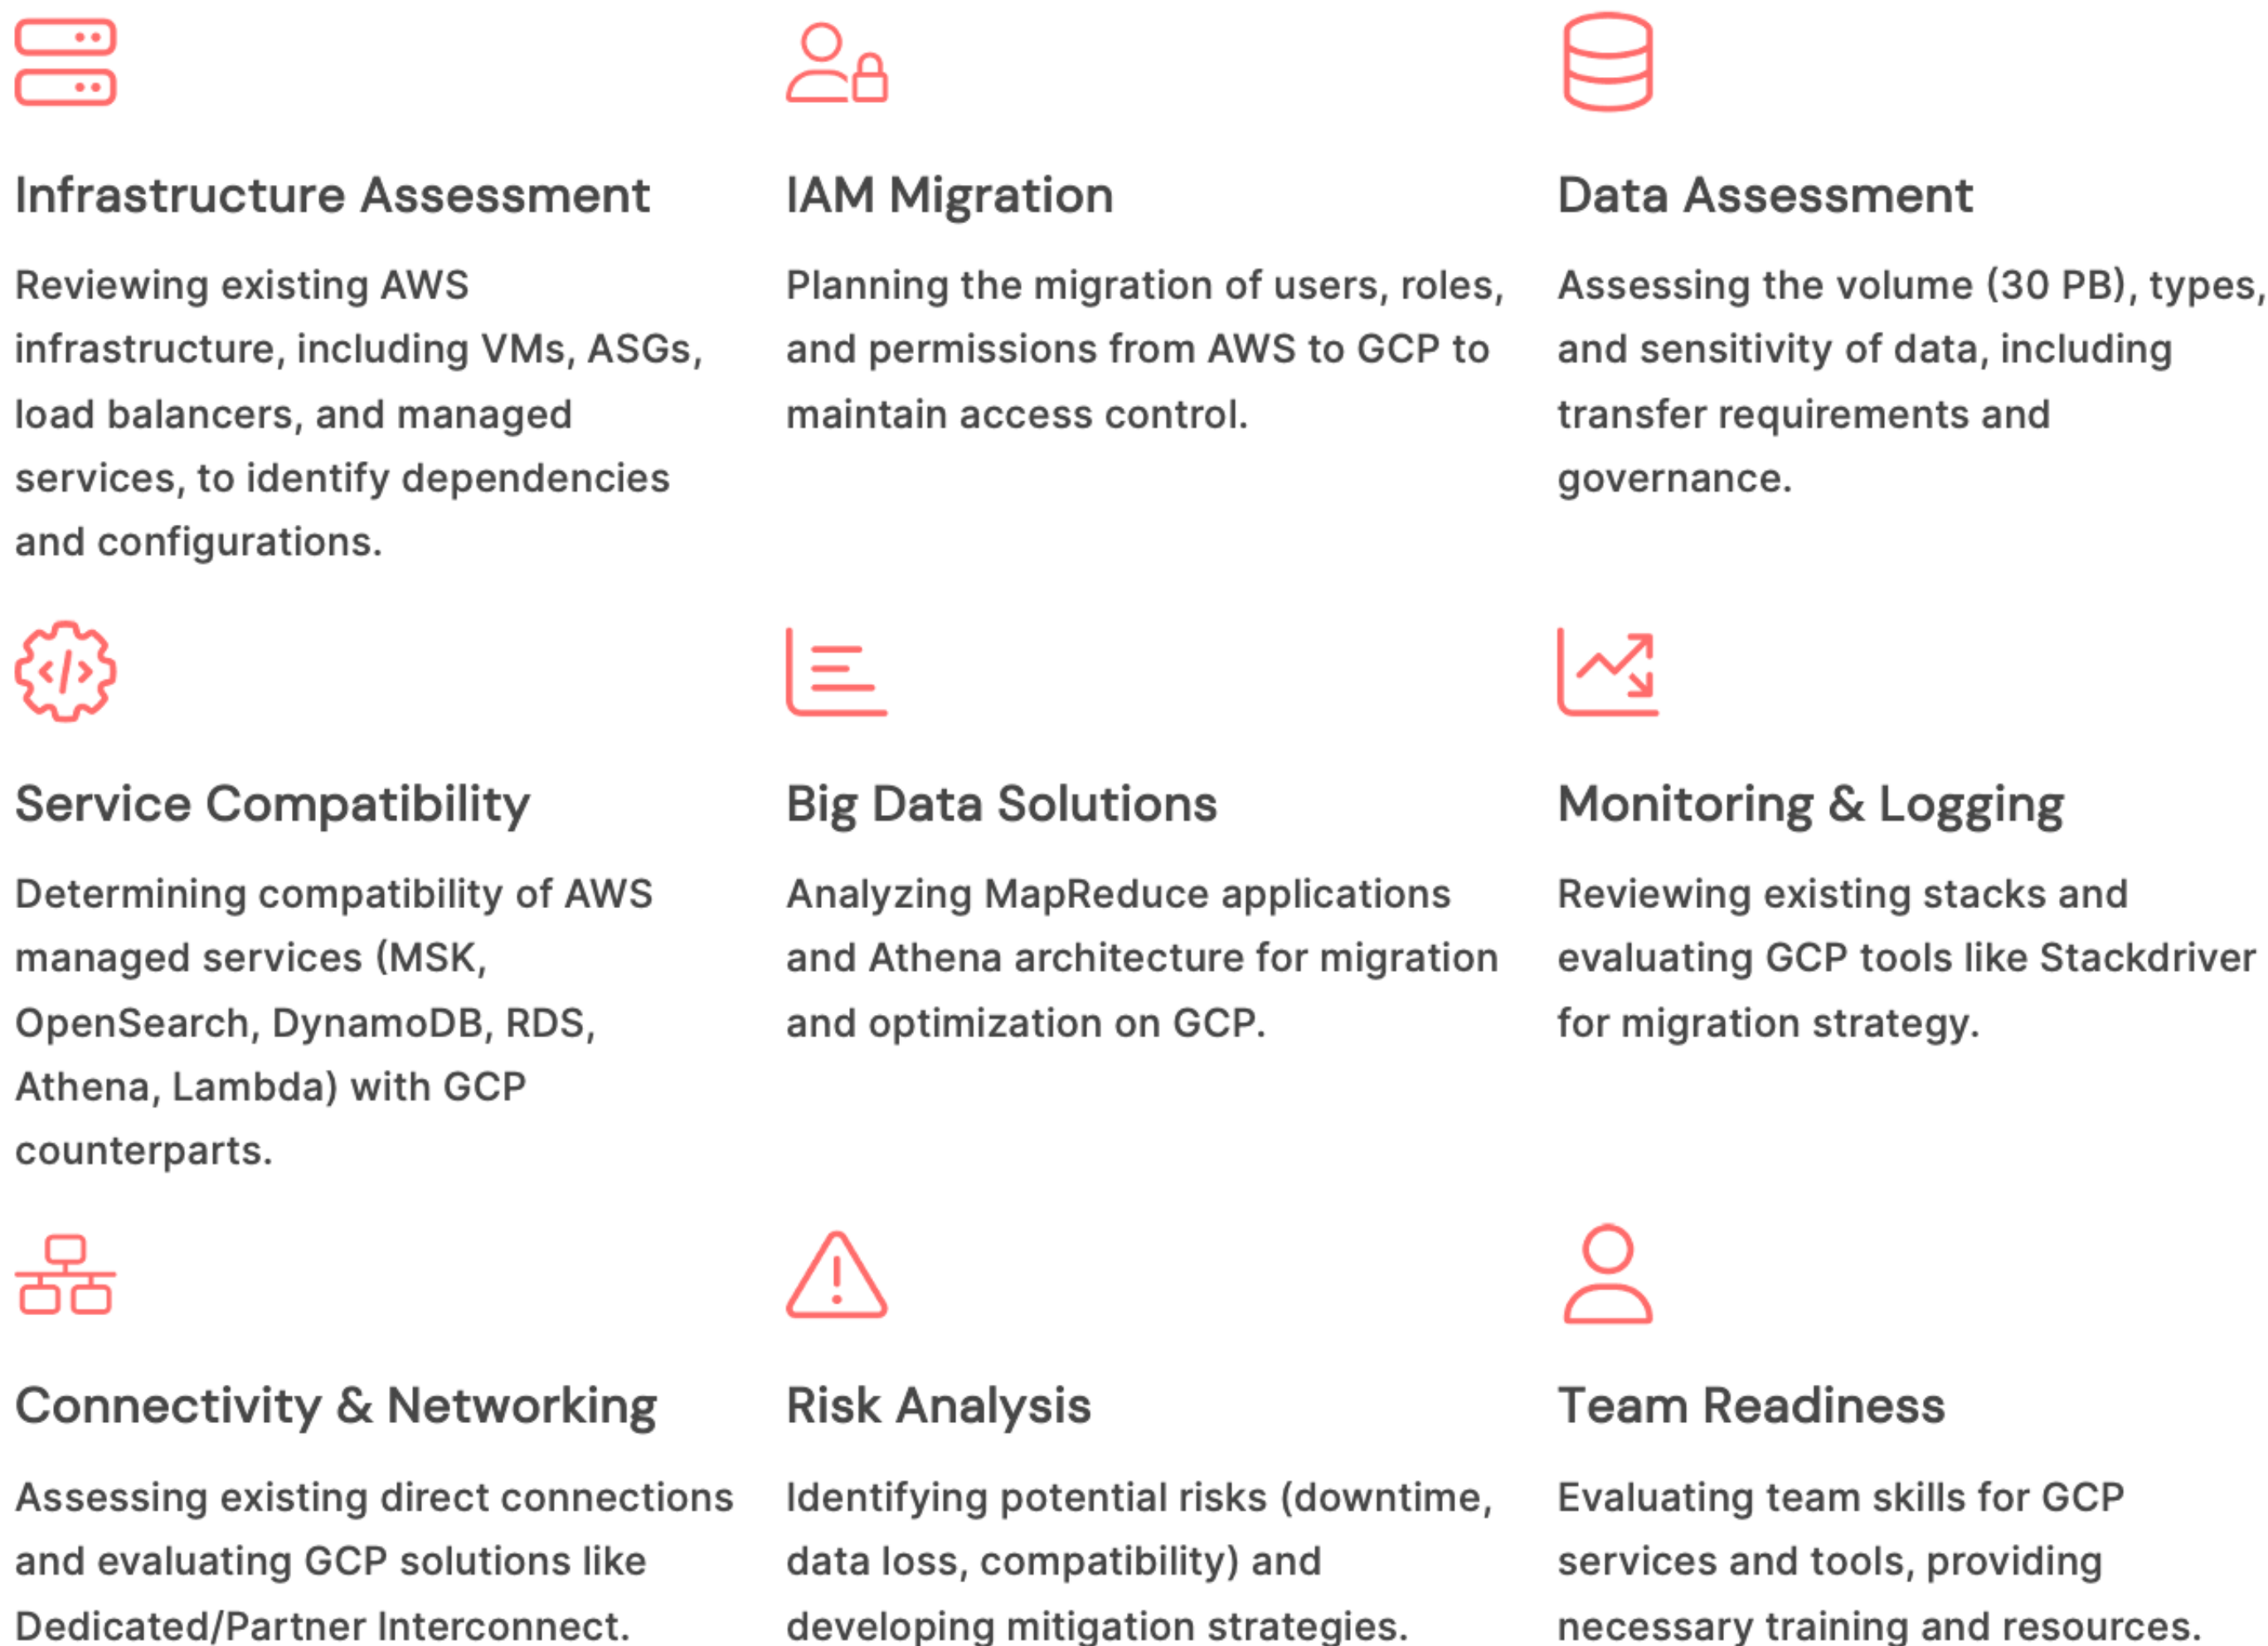 Infrastructure Assessment
Reviewing existing AWS
infrastructure, including VMs, ASGs,
load balancers, and managed
services, to identify dependencies
and configurations.
IAM Migration
Planning the migration of users, roles,
and permissions from AWS to GCP to
maintain access control.
Data Assessment
Assessing the volume (30 PB), types,
and sensitivity of data, including
transfer requirements and
governance.
Service Compatibility
Determining compatibility of AWS
managed services (MSK,
OpenSearch, DynamoDB, RDS,
Athena, Lambda) with GCP
counterparts.
Big Data Solutions
Analyzing MapReduce applications
and Athena architecture for migration
and optimization on GCP.
Monitoring & Logging
Reviewing existing stacks and
evaluating GCP tools like Stackdriver
for migration strategy.
Connectivity & Networking
Assessing existing direct connections
and evaluating GCP solutions like
Dedicated/Partner Interconnect.
Risk Analysis
Identifying potential risks (downtime,
data loss, compatibility) and
developing mitigation strategies.
Team Readiness
Evaluating team skills for GCP
services and tools, providing
necessary training and resources.